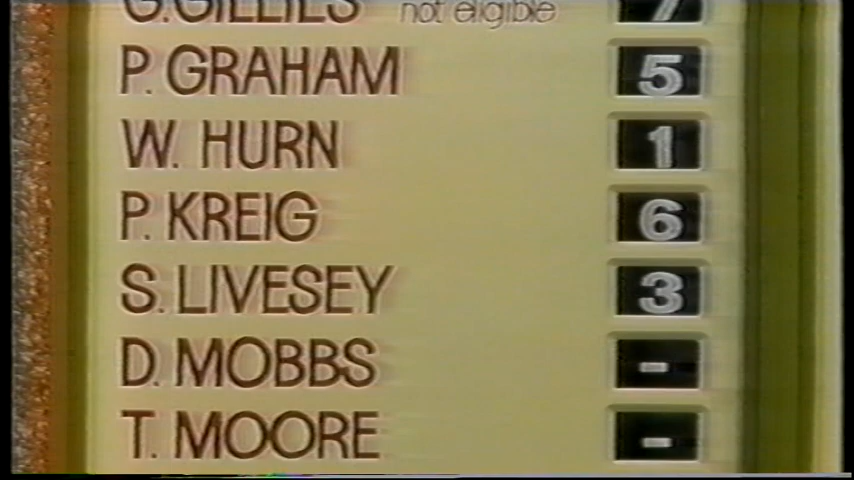 G. GILLIES not eligible 7
P. GRAHAM 5
W. HURN 1
P. KREIG 6
S. LIVESEY 3
D. MOBBS -
T. MOORE -